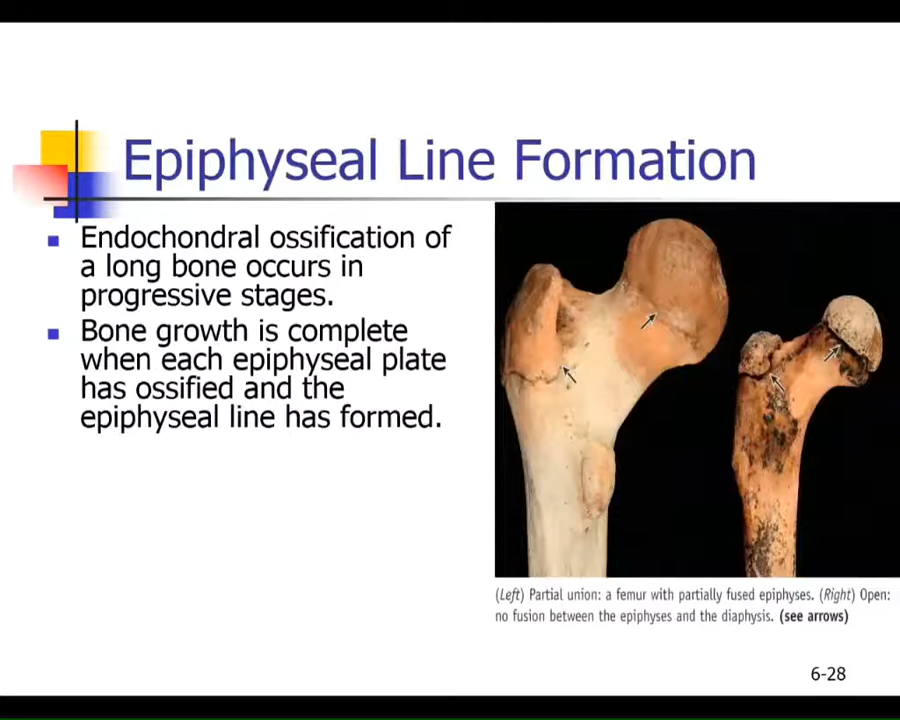 Epiphyseal Line Formation
Endochondral ossification of
a long bone occurs in
progressive stages.
Bone growth is complete
when each epiphyseal plate
has ossified and the
epiphyseal line has formed.
(Left) Partial union: a femur with partially fused epiphyses. (Right) Open:
no fusion between the epiphyses and the diaphysis. (see arrows)
6-28